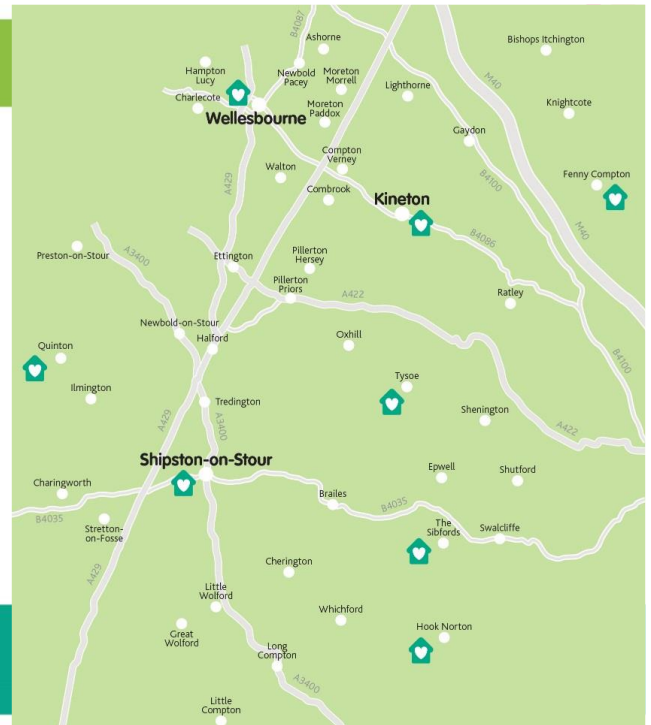 B4087
Ashorne
Bishops Itchington
Hampton
Lucy
Newbold
Pacey
Moreton
Morrell
M40
Lighthorne
Charlecote
Knightcote
Moreton
Paddox
Wellesbourne
Gaydon
Compton
Verney
Walton
A429
B4100
Fenny Compton
Combrook
Kineton
M40
B4086
Preston-on-Stour
A3400
Ettington
Pillerton
Hersey
Pillerton
Priors
A422
Ratley
Newbold-on-Stour
Halford
Oxhill
Quinton
B4100
Tysoe
Ilmington
Tredington
A429
A3400
Shenington
A422
Shipston-on-Stour
Epwell
Shutford
Charingworth
Brailes
B4035
B4035
Stretton-
on-Fosse
The
Sibfords
Swalcliffe
A429
Cherington
Little
Wolford
Whichford
Great
Wolford
Hook Norton
Long
Compton
A3400
Little
Compton